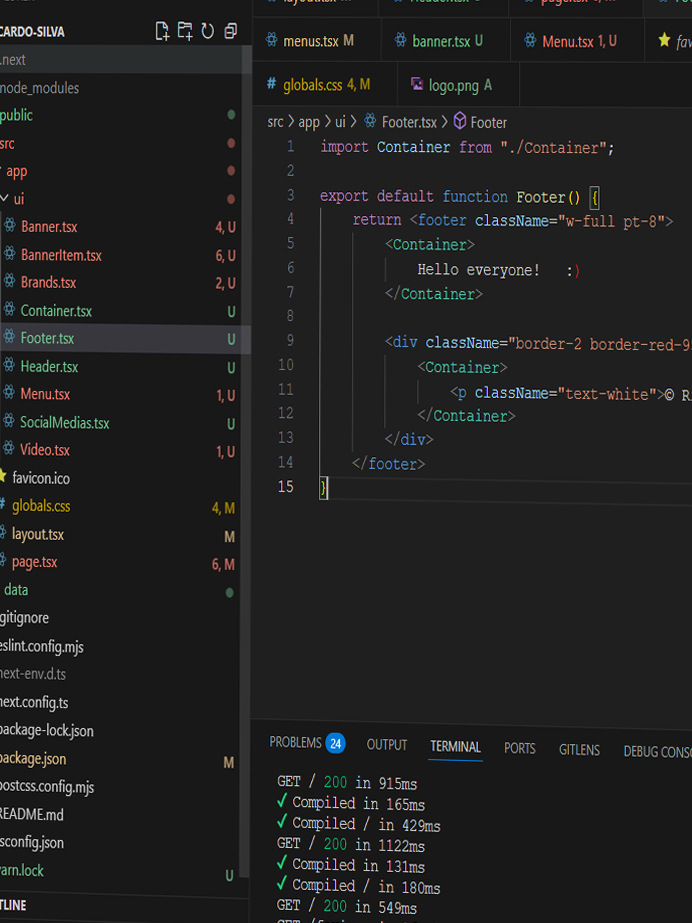 CARDO-SILVA
.next
node_modules
public
src
app
ui
Banner.tsx 4, U
BannerItem.tsx 6, U
Brands.tsx 2, U
Container.tsx U
Footer.tsx U
Header.tsx U
Menu.tsx 1, U
SocialMedias.tsx U
Video.tsx 1, U
favicon.ico
globals.css 4, M
layout.tsx M
page.tsx 6, M
data
gitignore
eslint.config.mjs
next-env.d.ts
next.config.ts
package-lock.json
package.json M
postcss.config.mjs
README.md
tsconfig.json
yarn.lock U
TLINE
menus.tsx M banner.tsx U Menu.tsx 1, U fav
# globals.css 4, M logo.png A
src > app > ui > Footer.tsx > Footer
1 import Container from "./Container";
2
3 export default function Footer() {
4 return <footer className="w-full pt-8">
5 <Container>
6 Hello everyone! :)
7 </Container>
8
9 <div className="border-2 border-red-9
10 <Container>
11 <p className="text-white">© R
12 </Container>
13 </div>
14 </footer>
15 }
PROBLEMS 24 OUTPUT TERMINAL PORTS GITLENS DEBUG CONS
GET / 200 in 915ms
✓ Compiled in 165ms
✓ Compiled / in 429ms
GET / 200 in 1122ms
✓ Compiled in 131ms
✓ Compiled / in 180ms
GET / 200 in 549ms